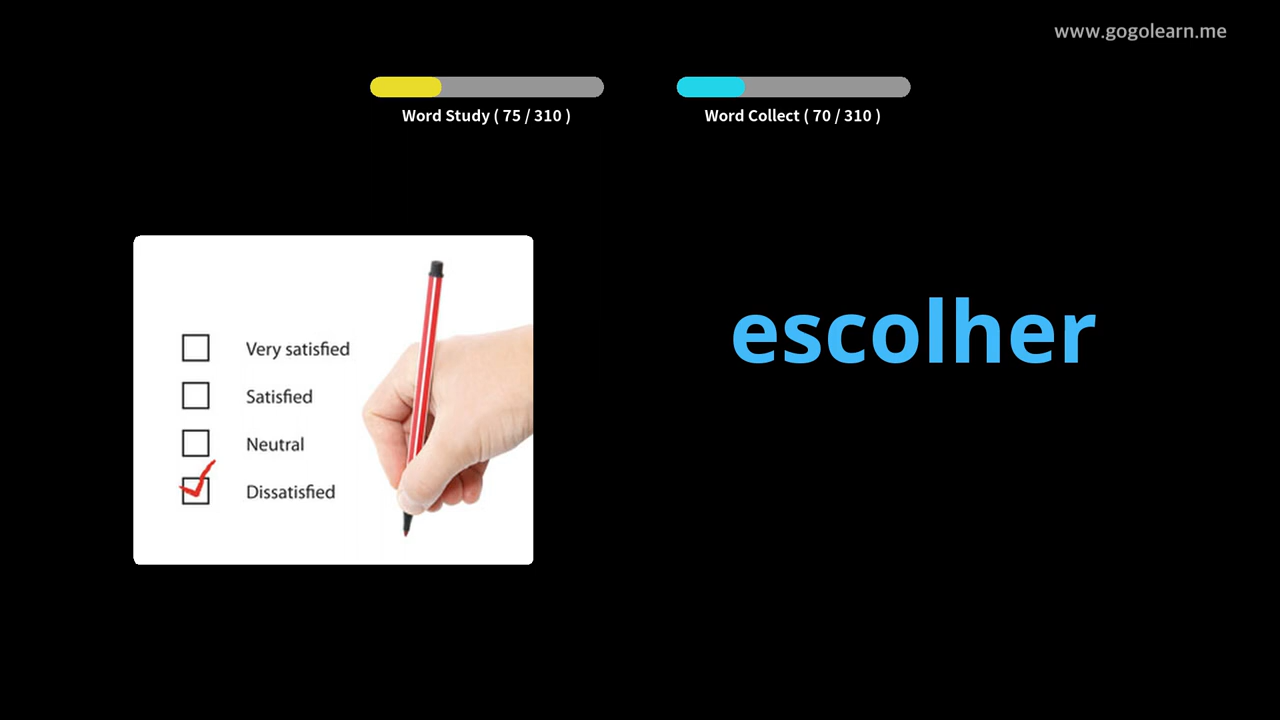 www.gogolearn.me
Word Study ( 75 / 310 )
Word Collect ( 70 / 310 )
escolher
Very satisfied
Satisfied
Neutral
Dissatisfied